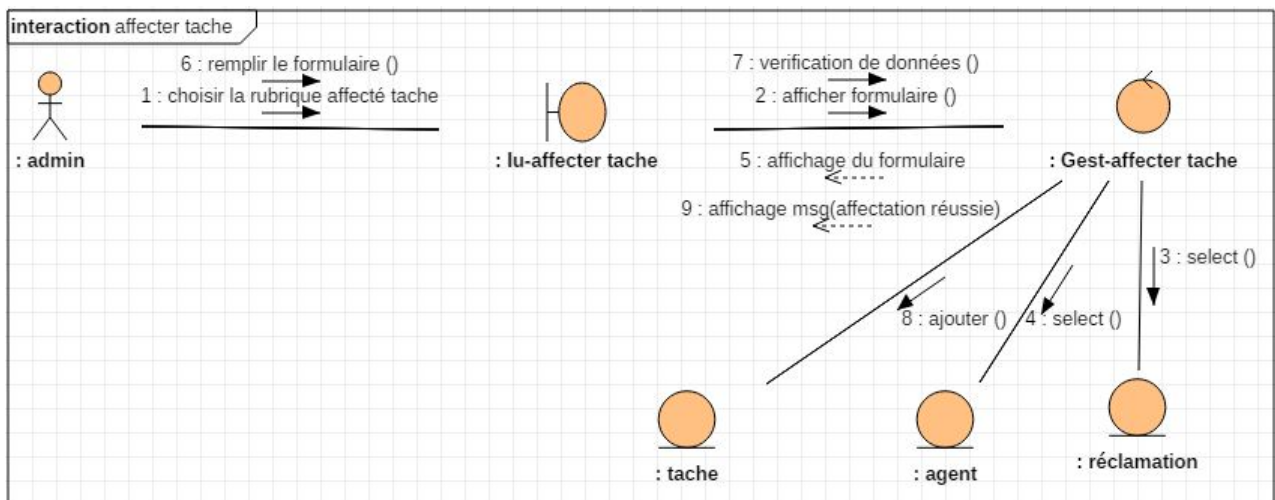 interaction affecter tache
6 : remplir le formulaire ()
1 : choisir la rubrique affecté tache
7 : verification de données ()
2 : afficher formulaire ()
: admin
: Iu-affecter tache
: Gest-affecter tache
5 : affichage du formulaire
9 : affichage msg(affectation réussie)
3 : select ()
8 : ajouter ()
4 : select ()
: tache
: agent
: réclamation